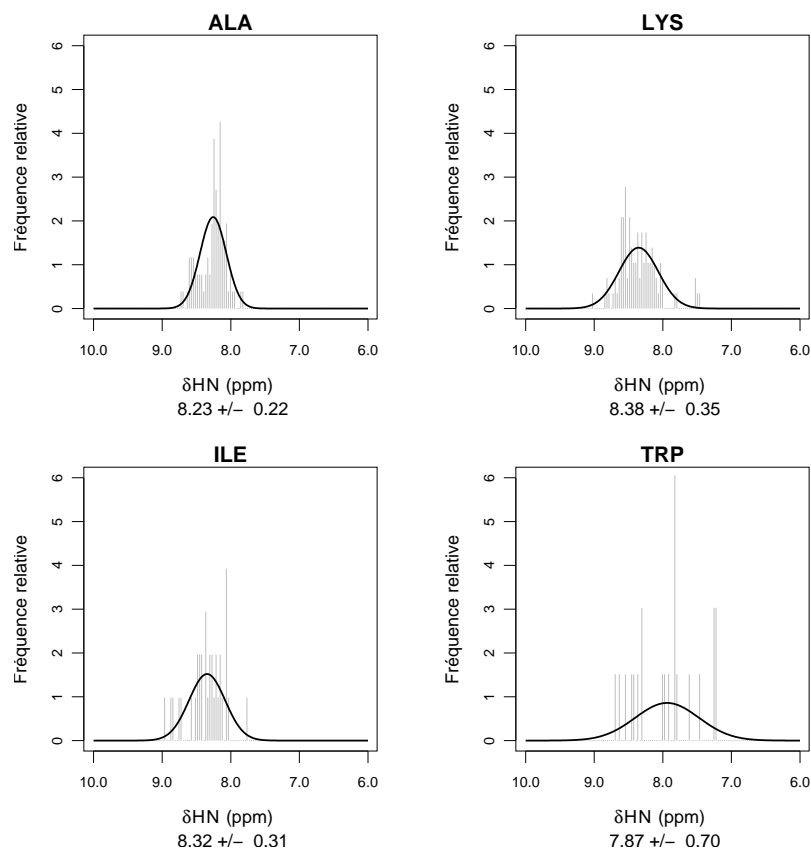 ALA
Fréquence relative
6
5
4
3
2
1
0
10.0 9.0 8.0 7.0 6.0
δHN (ppm)
8.23 +/− 0.22
LYS
Fréquence relative
6
5
4
3
2
1
0
10.0 9.0 8.0 7.0 6.0
δHN (ppm)
8.38 +/− 0.35
ILE
Fréquence relative
6
5
4
3
2
1
0
10.0 9.0 8.0 7.0 6.0
δHN (ppm)
8.32 +/− 0.31
TRP
Fréquence relative
6
5
4
3
2
1
0
10.0 9.0 8.0 7.0 6.0
δHN (ppm)
7.87 +/− 0.70